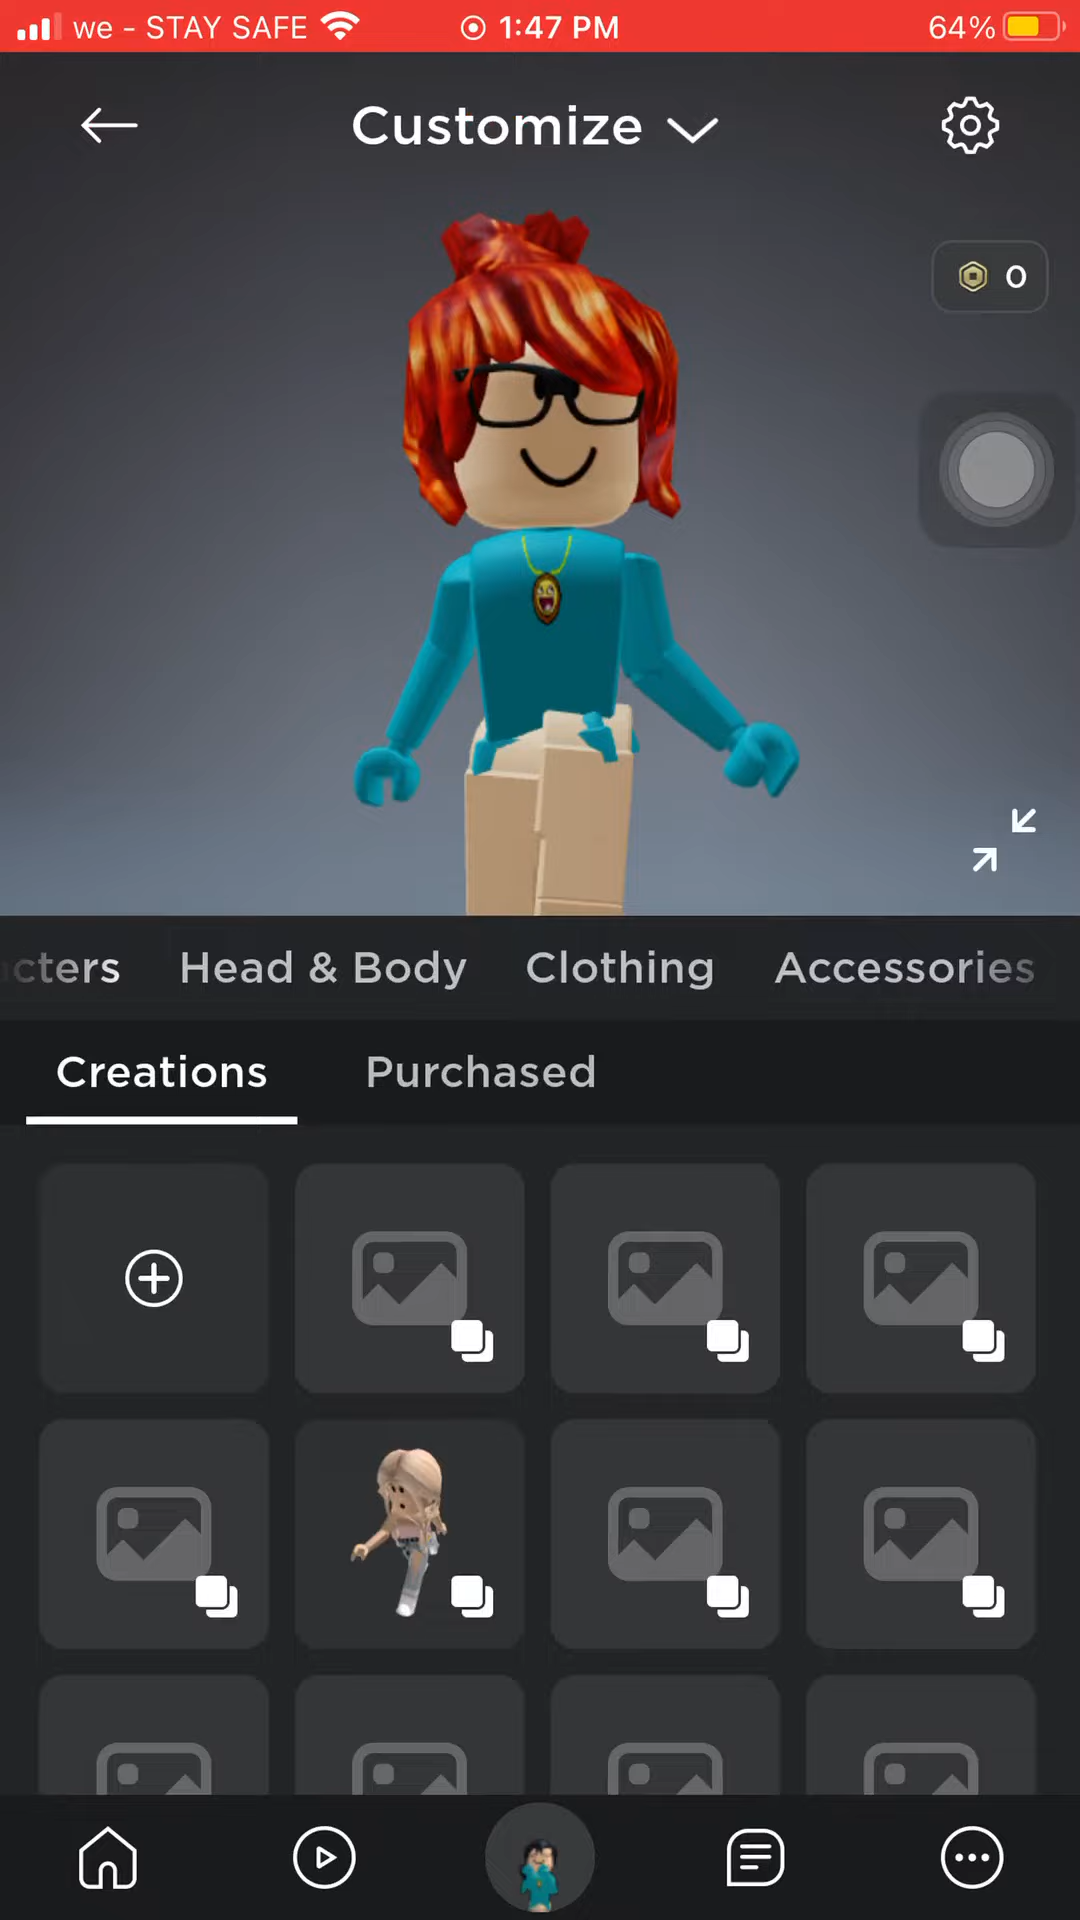 we - STAY SAFE 1:47 PM 64%
Customize
0
cters Head & Body Clothing Accessories
Creations Purchased